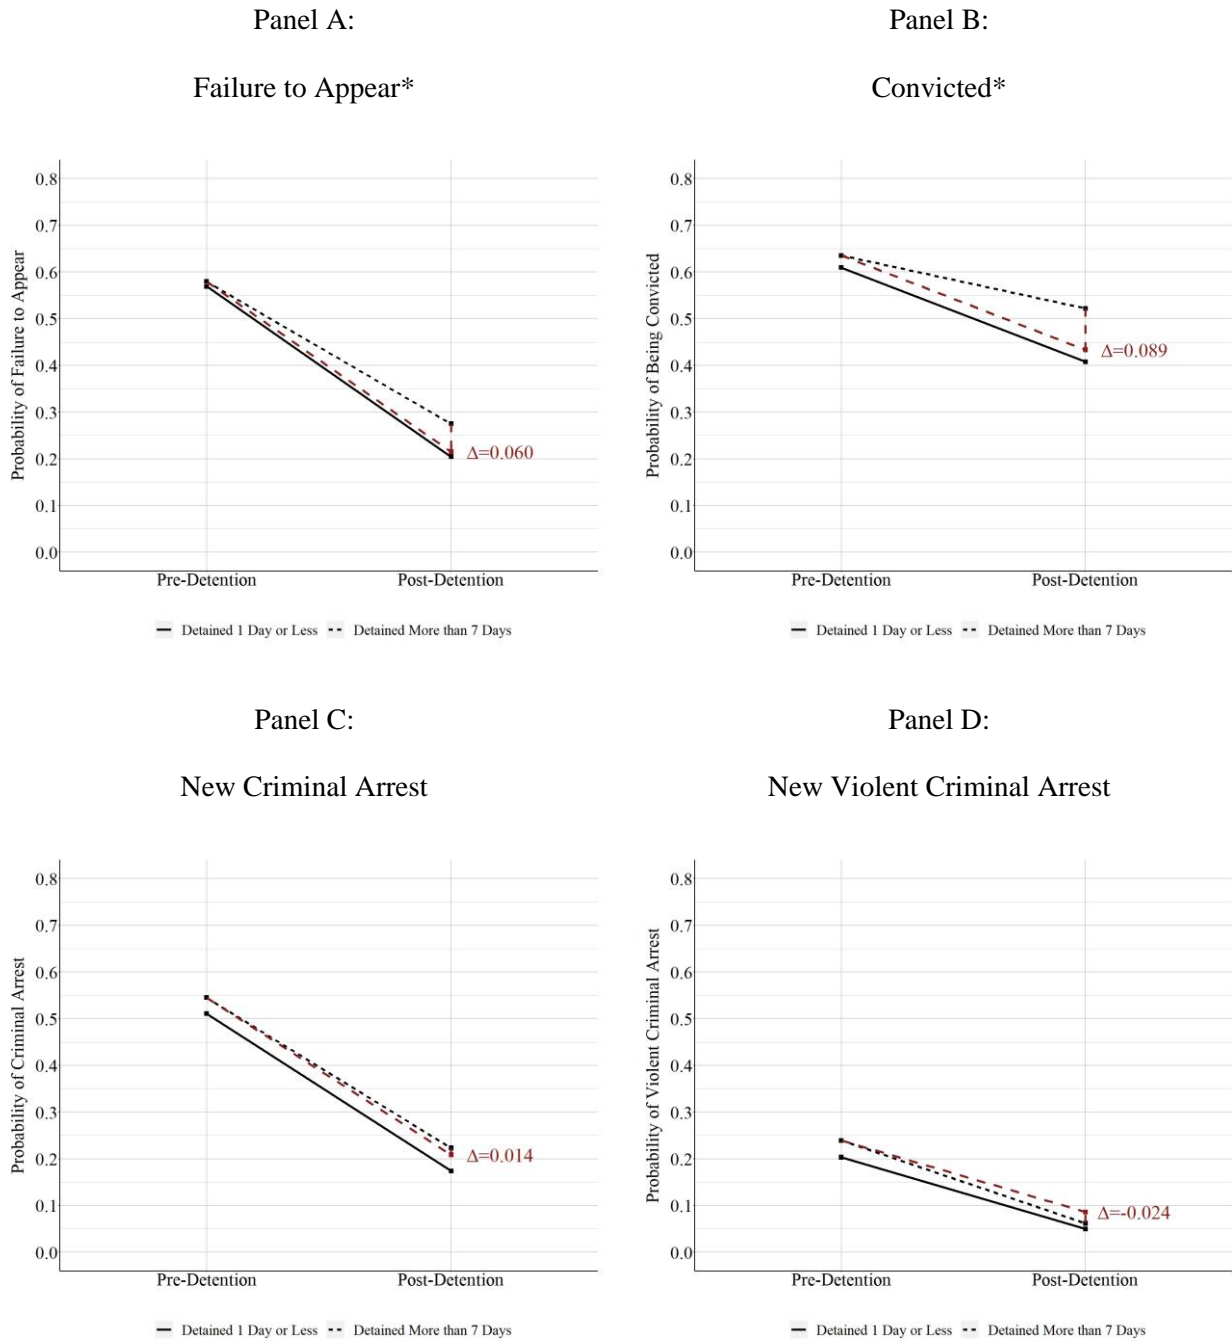 Panel A:
Failure to Appear*
Probability of Failure to Appear
0.8
0.7
0.6
0.5
0.4
0.3
0.2
0.1
0.0
Δ=0.060
Pre-Detention Post-Detention
Detained 1 Day or Less Detained More than 7 Days
Panel B:
Convicted*
Probability of Being Convicted
0.8
0.7
0.6
0.5
0.4
0.3
0.2
0.1
0.0
Δ=0.089
Pre-Detention Post-Detention
Detained 1 Day or Less Detained More than 7 Days
Panel C:
New Criminal Arrest
Probability of Criminal Arrest
0.8
0.7
0.6
0.5
0.4
0.3
0.2
0.1
0.0
Δ=0.014
Pre-Detention Post-Detention
Detained 1 Day or Less Detained More than 7 Days
Panel D:
New Violent Criminal Arrest
Probability of Violent Criminal Arrest
0.8
0.7
0.6
0.5
0.4
0.3
0.2
0.1
0.0
Δ=-0.024
Pre-Detention Post-Detention
Detained 1 Day or Less Detained More than 7 Days